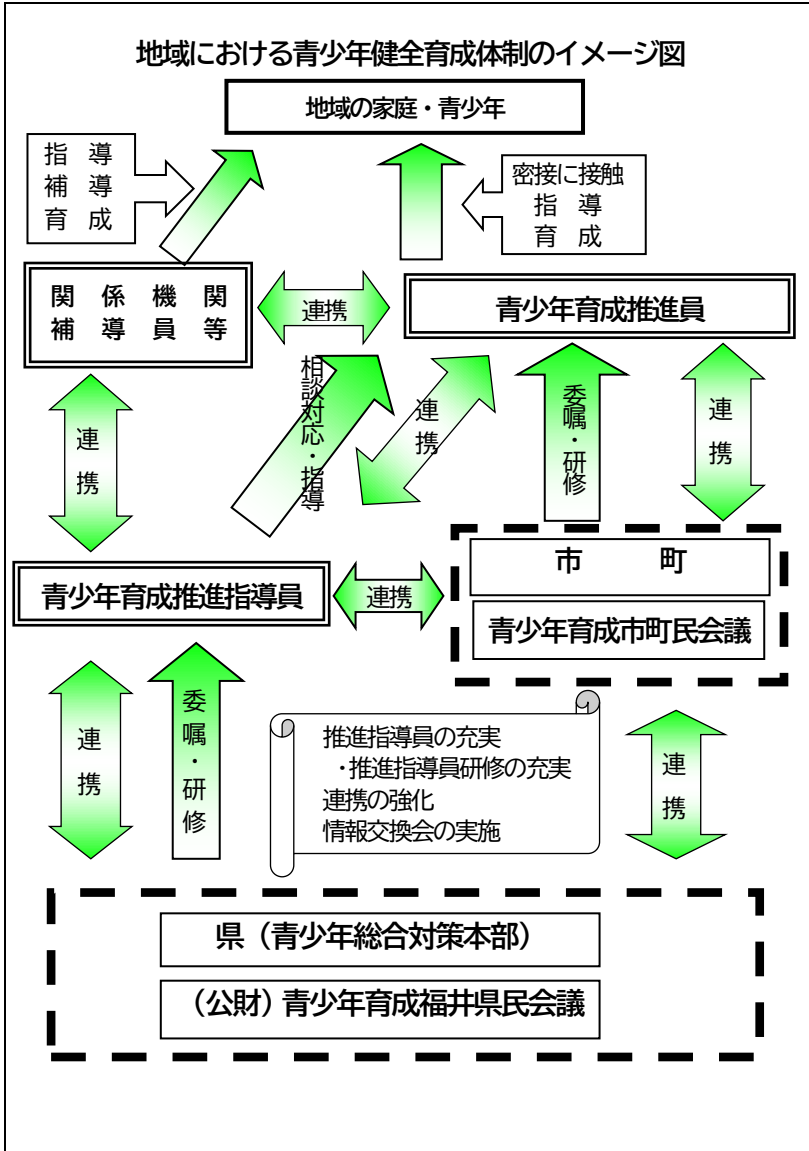 地域における青少年健全育成体制のイメージ図
地域の家庭・青少年
指導
補導
育成
密接に接触
指導
育成
関係機関
補導員等
連携
青少年育成推進員
連携
相談対応・指導
連携
委嘱・研修
連携
市町
青少年育成推進指導員
連携
青少年育成市町民会議
連携
委嘱・研修
推進指導員の充実
・推進指導員研修の充実
連携の強化
情報交換会の実施
連携
県（青少年総合対策本部）
（公財）青少年育成福井県民会議